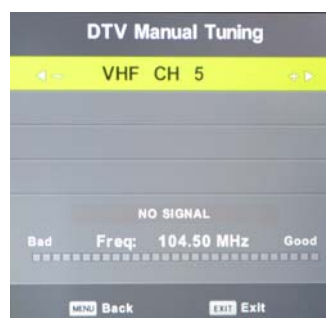 DTV Manual Tuning
VHF CH 5
NO SIGNAL
Bad Freq: 104.50 MHz Good
MENU Back EXIT Exit